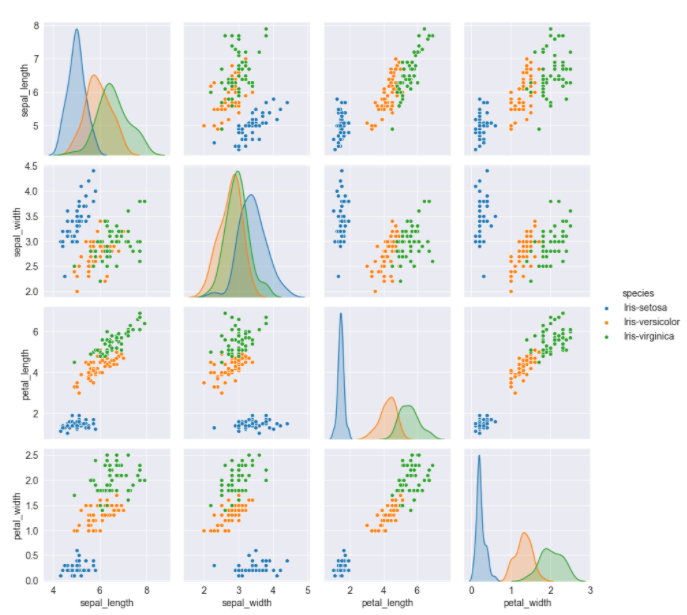 8
7
6
5
sepal_length
4.5
4.0
3.5
3.0
2.5
2.0
sepal_width
6
4
2
petal_length
species
Iris-setosa
Iris-versicolor
Iris-virginica
2.5
2.0
1.5
1.0
0.5
0.0
petal_width
4 6 8
sepal_length
2 3 4 5
sepal_width
2 4 6
petal_length
0 1 2 3
petal_width